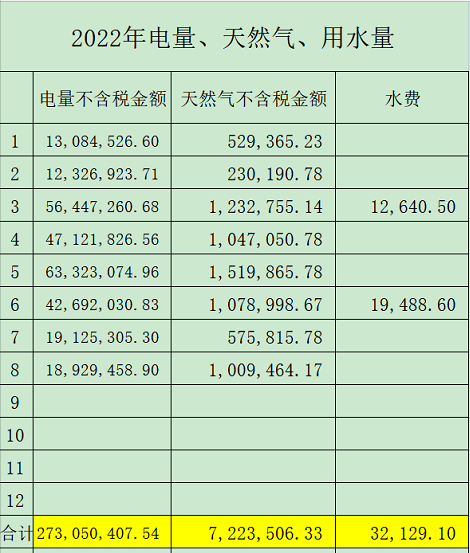 2022年电量、天然气、用水量
电量不含税金额 天然气不含税金额 水费
1 13,084,526.60 529,365.23
2 12,326,923.71 230,190.78
3 56,447,260.68 1,232,755.14 12,640.50
4 47,121,826.56 1,047,050.78
5 63,323,074.96 1,519,865.78
6 42,692,030.83 1,078,998.67 19,488.60
7 19,125,305.30 575,815.78
8 18,929,458.90 1,009,464.17
9
10
11
12
合计 273,050,407.54 7,223,506.33 32,129.10